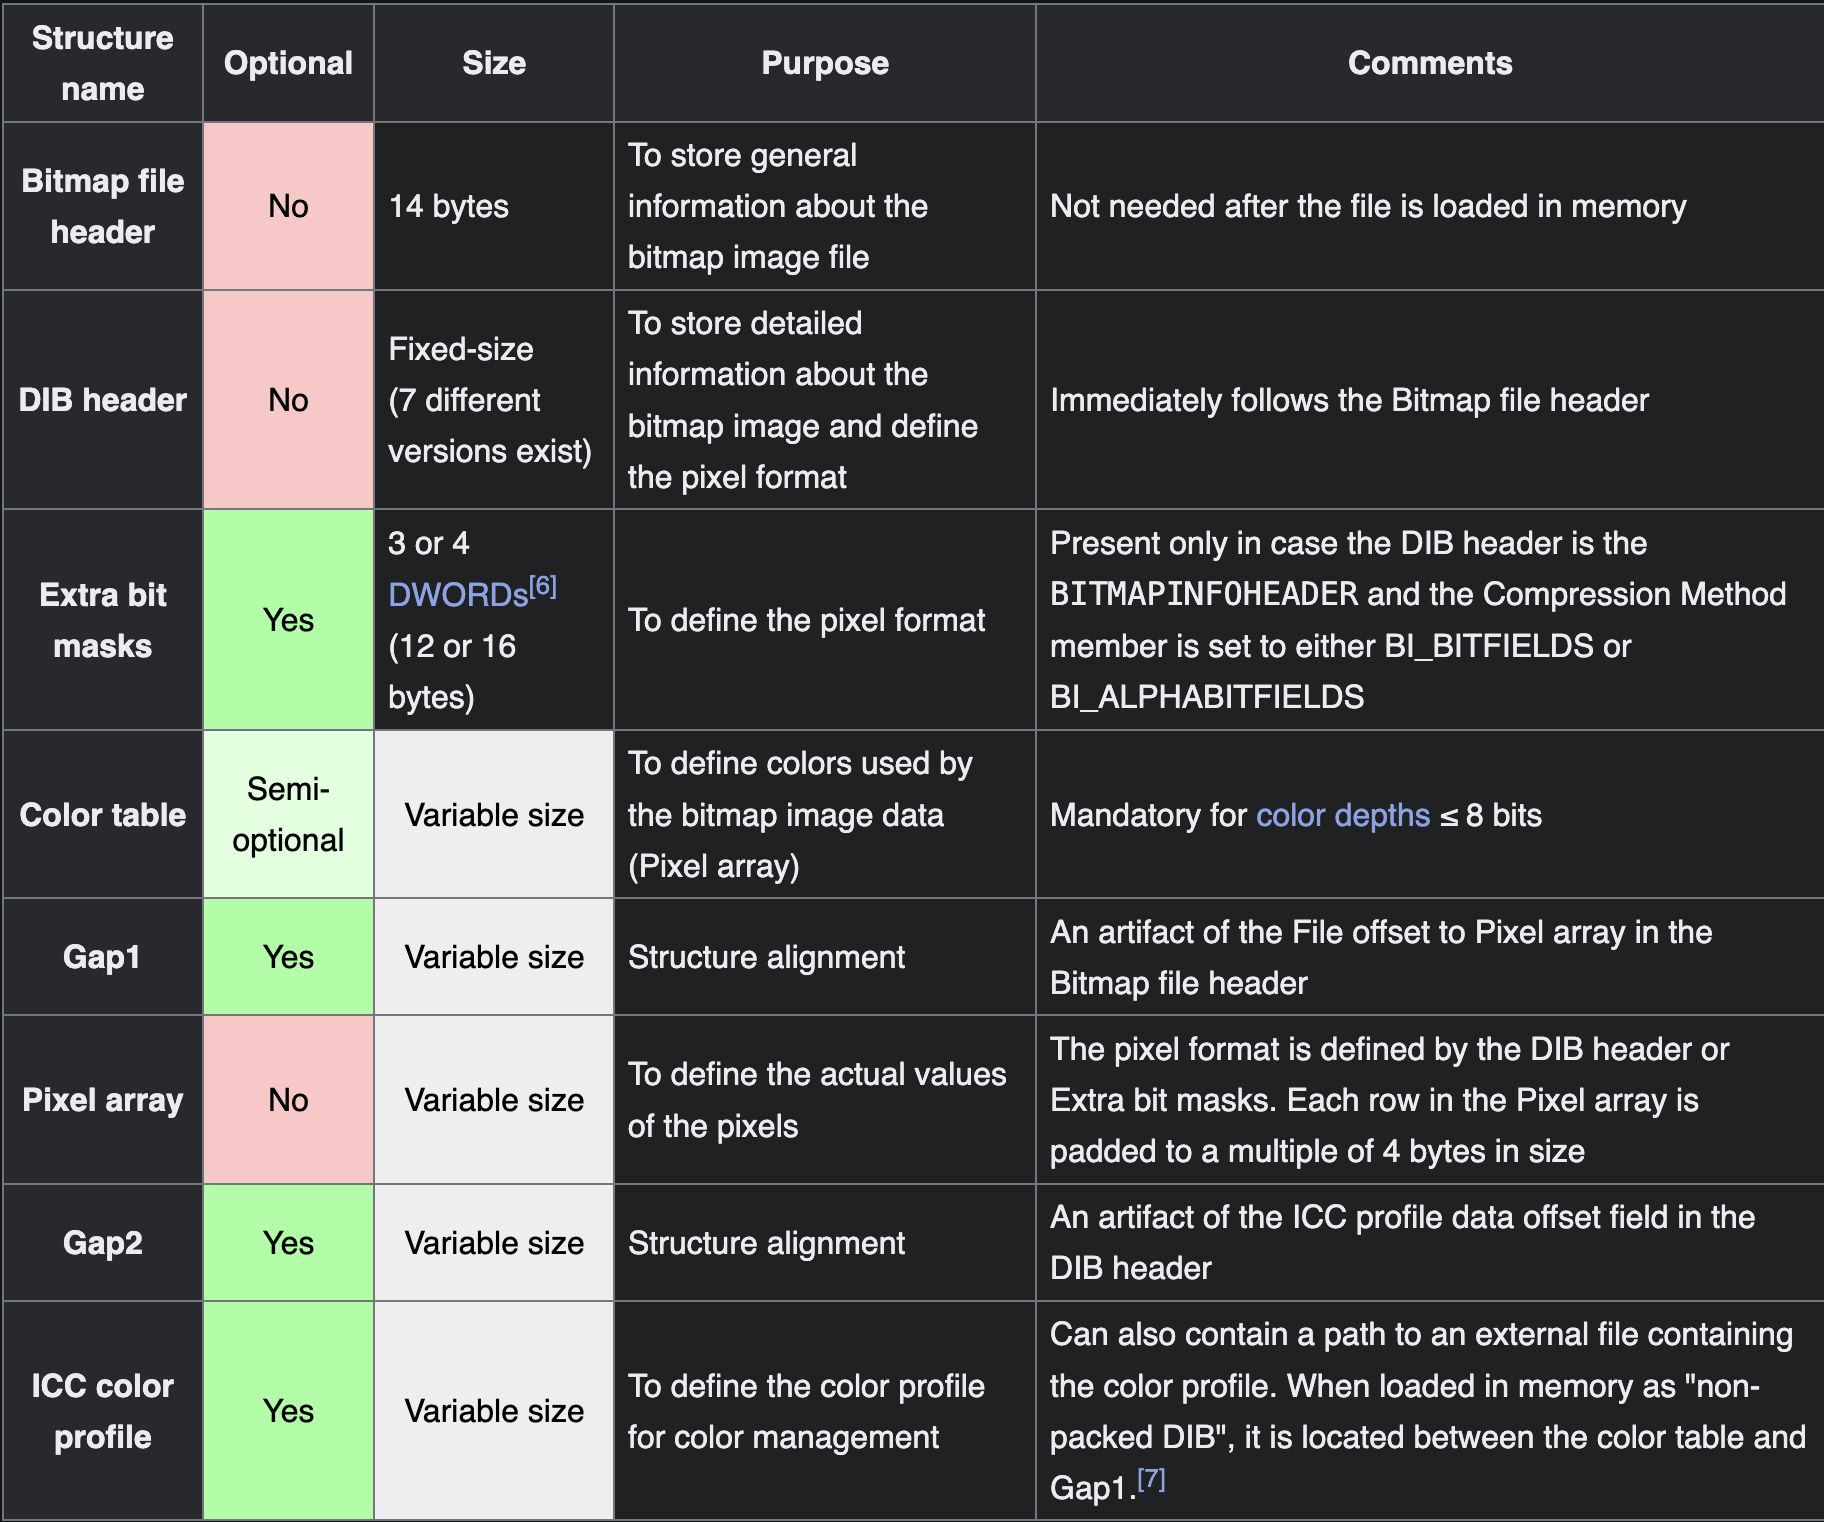 Structure
name
Optional
Size
Purpose
Comments
Bitmap file
header
No
14 bytes
To store general
information about the
bitmap image file
Not needed after the file is loaded in memory
DIB header
No
Fixed-size
(7 different
versions exist)
To store detailed
information about the
bitmap image and define
the pixel format
Immediately follows the Bitmap file header
Extra bit
masks
Yes
3 or 4
DWORDs[6]
(12 or 16
bytes)
To define the pixel format
Present only in case the DIB header is the
BITMAPINFOHEADER and the Compression Method
member is set to either BI_BITFIELDS or
BI_ALPHABITFIELDS
Color table
Semi-
optional
Variable size
To define colors used by
the bitmap image data
(Pixel array)
Mandatory for color depths ≤ 8 bits
Gap1
Yes
Variable size
Structure alignment
An artifact of the File offset to Pixel array in the
Bitmap file header
Pixel array
No
Variable size
To define the actual values
of the pixels
The pixel format is defined by the DIB header or
Extra bit masks. Each row in the Pixel array is
padded to a multiple of 4 bytes in size
Gap2
Yes
Variable size
Structure alignment
An artifact of the ICC profile data offset field in the
DIB header
ICC color
profile
Yes
Variable size
To define the color profile
for color management
Can also contain a path to an external file containing
the color profile. When loaded in memory as "non-
packed DIB", it is located between the color table and
Gap1.[7]